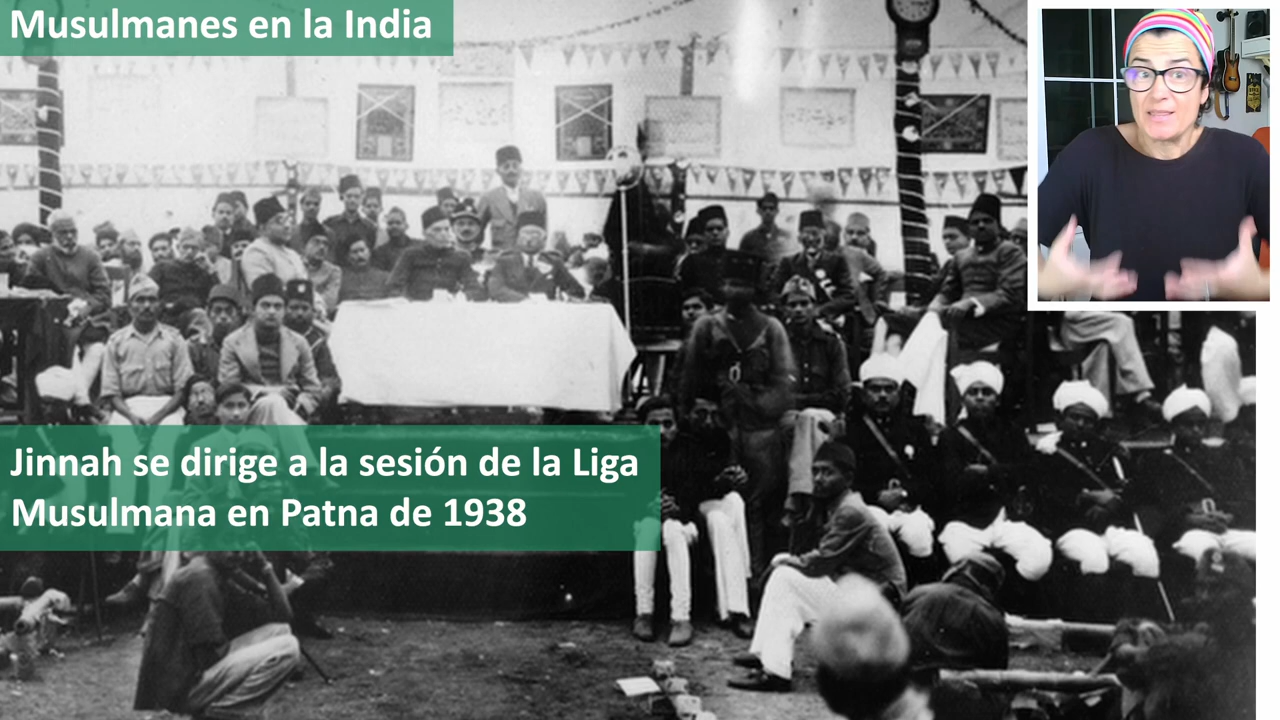 Musulmanes en la India
Jinnah se dirige a la sesión de la Liga
Musulmana en Patna de 1938